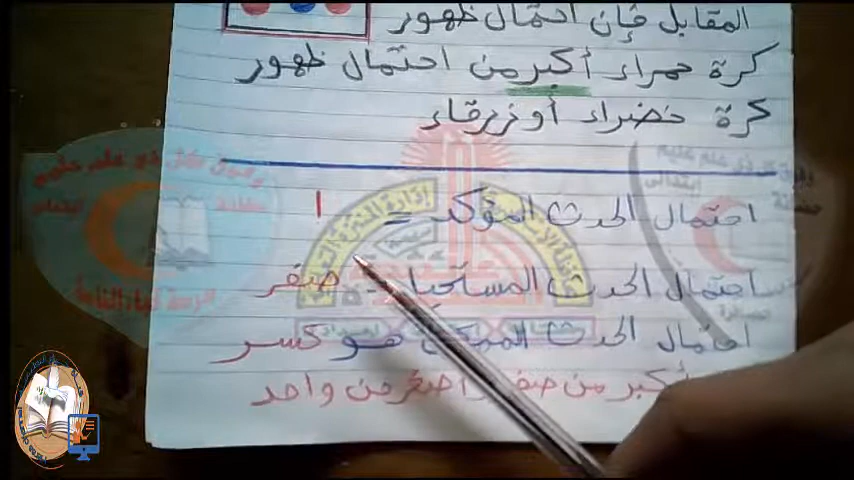 المقابل فإن احتمال ظهور
كرة حمراء أكبر من احتمال ظهور
كرة خضراء أو زرقاء
احتمال الحدث المؤكد = 1
احتمال الحدث المستحيل = صفر
احتمال الحدث الممكن هو كسر
أكبر من صفر وأصغر من واحد